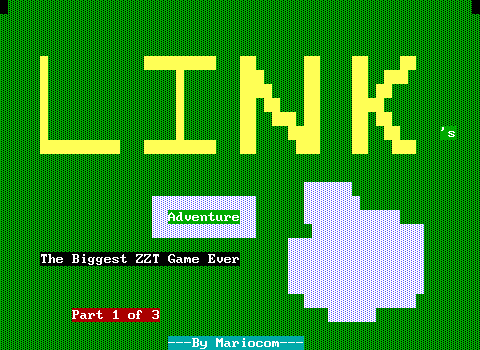 LINK's
Adventure
The Biggest ZZT Game Ever
Part 1 of 3
---By Mariocom---